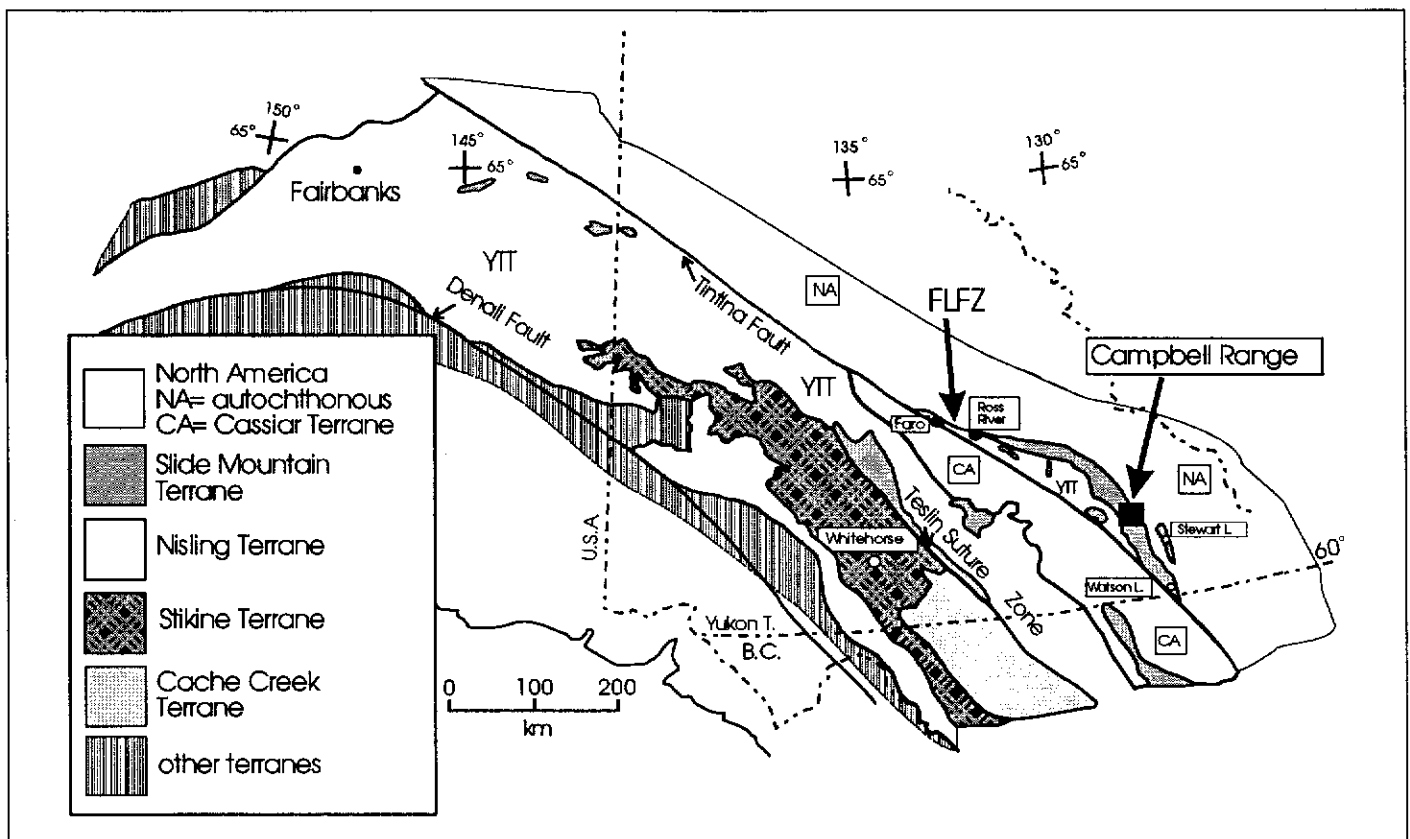 150°
65°
145°
65°
135°
65°
130°
65°
Fairbanks
YTT
Denali Fault
Tintina Fault
NA
FLFZ
Campbell Range
YTT
Faro
Ross
River
CA
YTT
NA
Stewart L.
Teslin Suture
Zone
Whitehorse
Watson L.
60°
U.S.A.
Yukon T.
B.C.
CA
0 100 200
km
North America
NA= autochthonous
CA= Cassiar Terrane
Slide Mountain
Terrane
Nisling Terrane
Stikine Terrane
Cache Creek
Terrane
other terranes